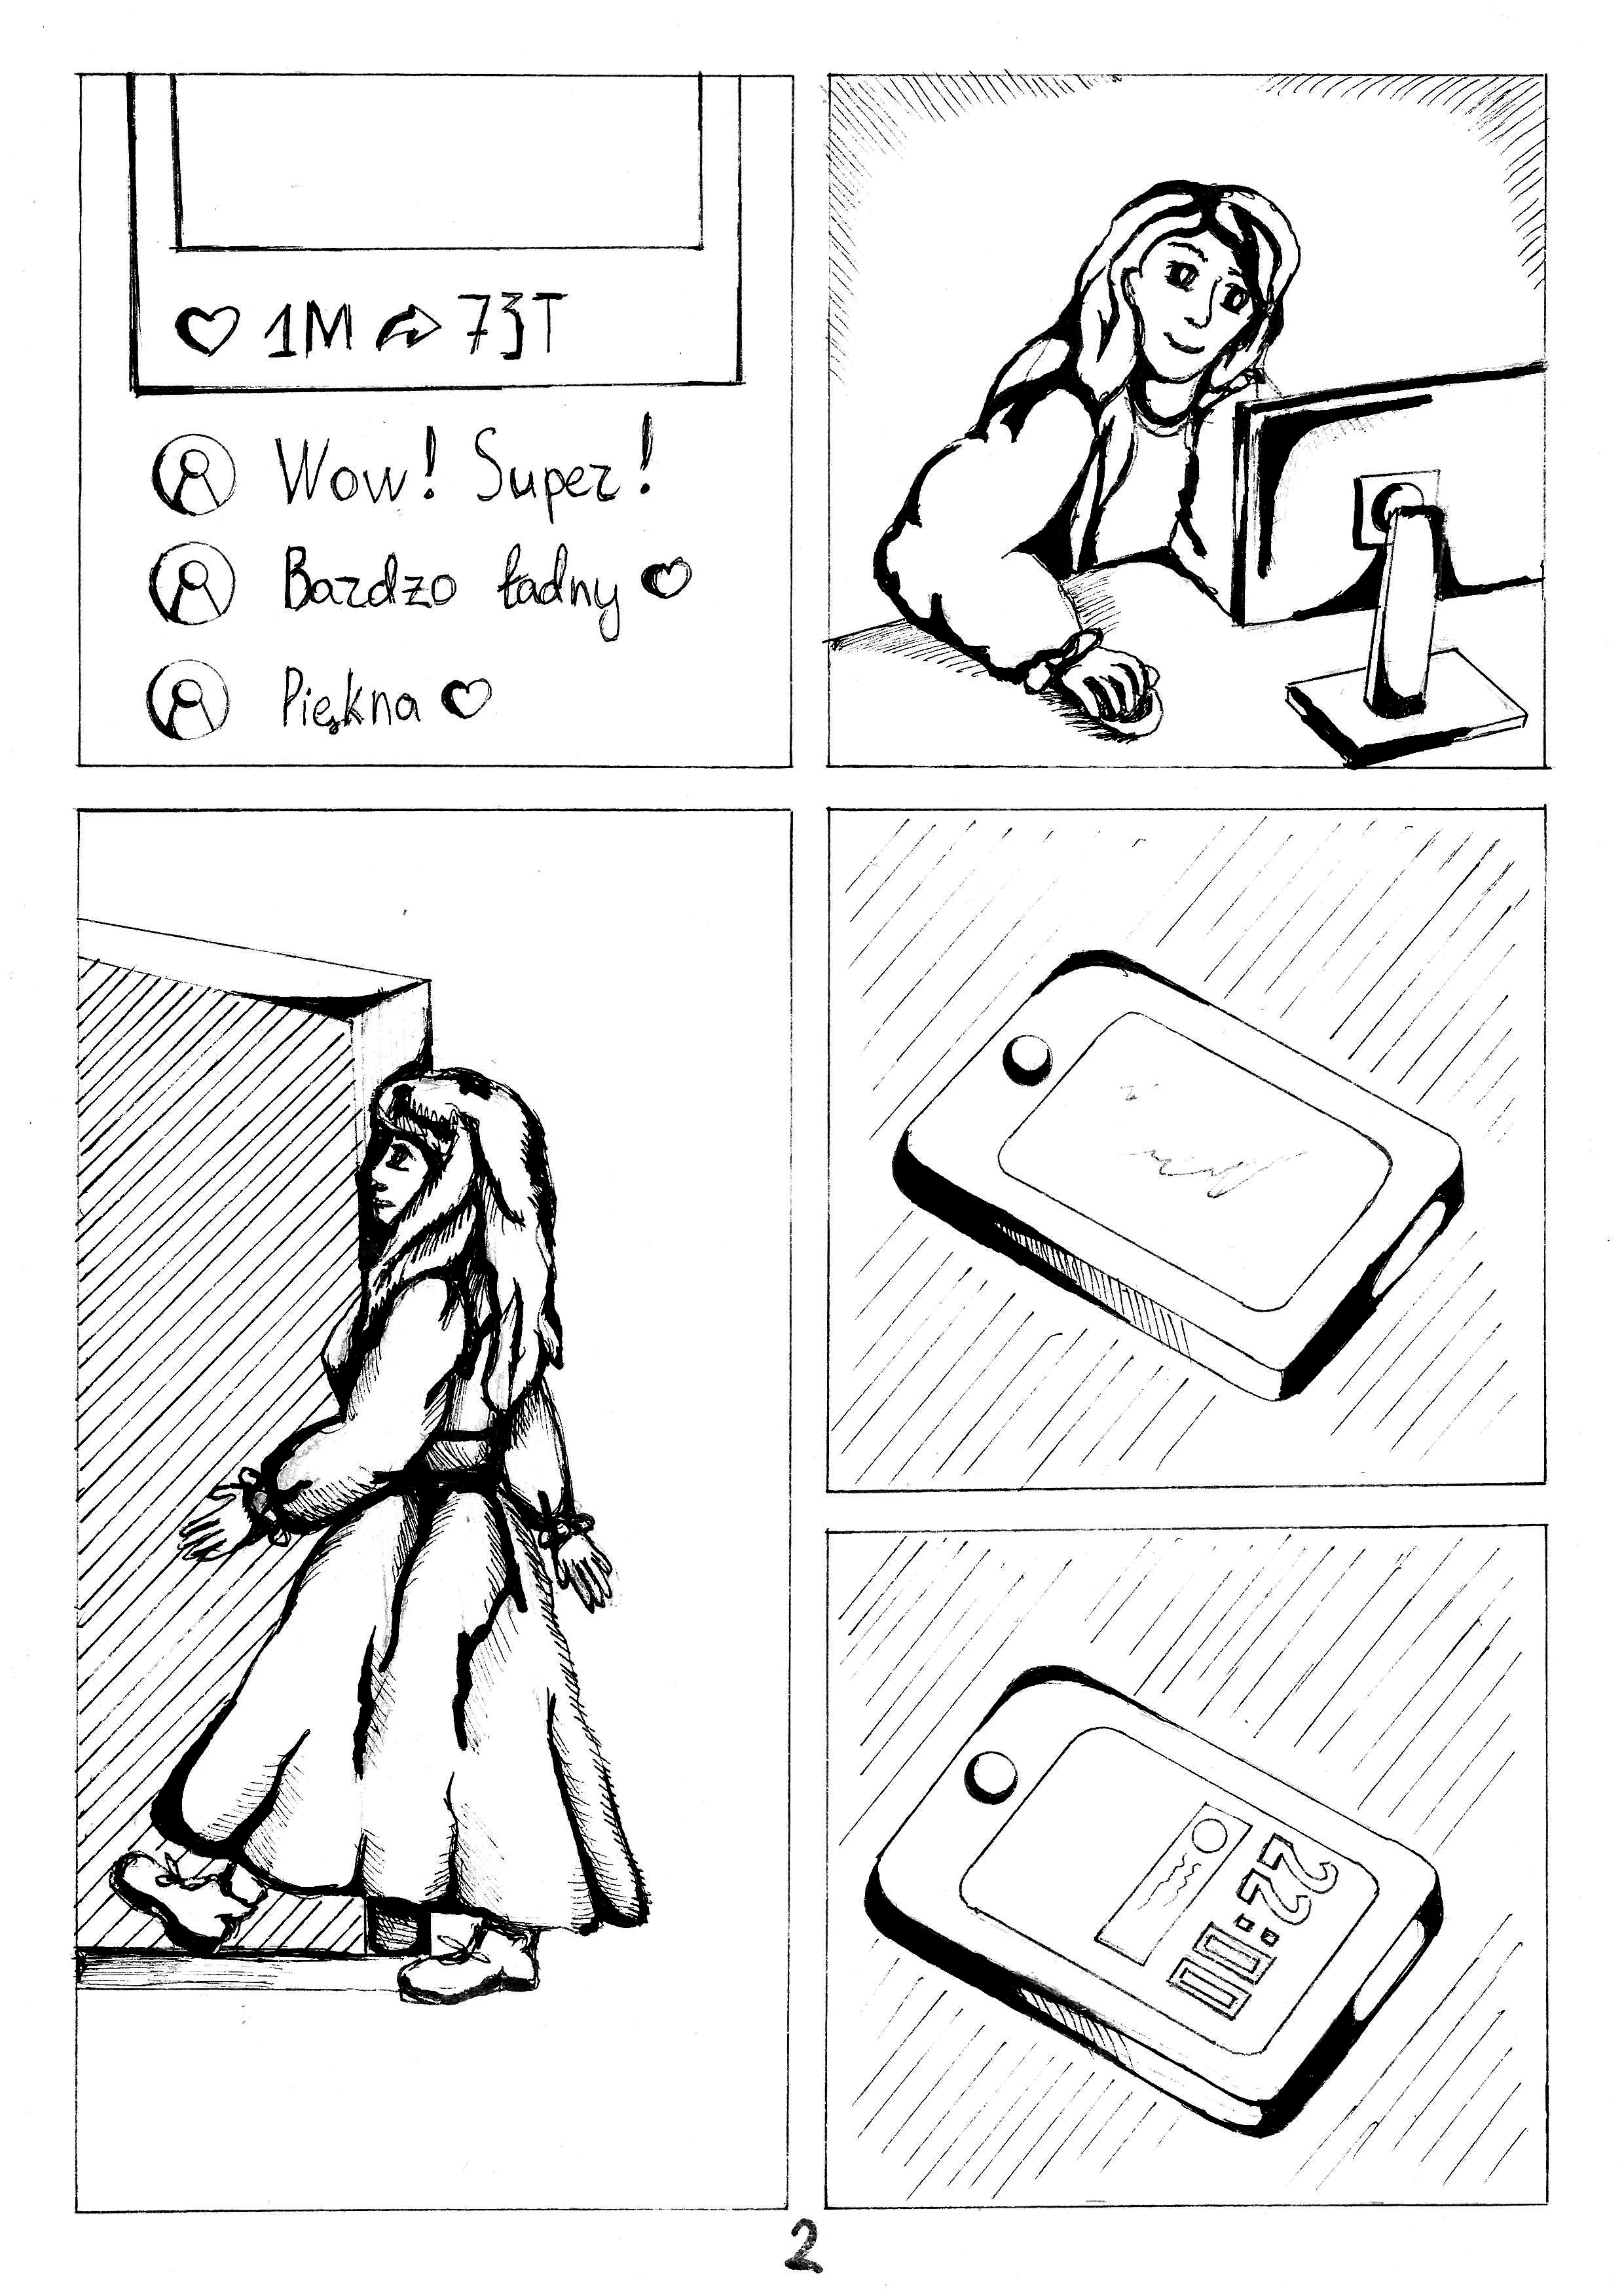 ♡ 1M 73T
Wow! Super!
Bardzo ładny ♡
Piękna ♡
22:00
2